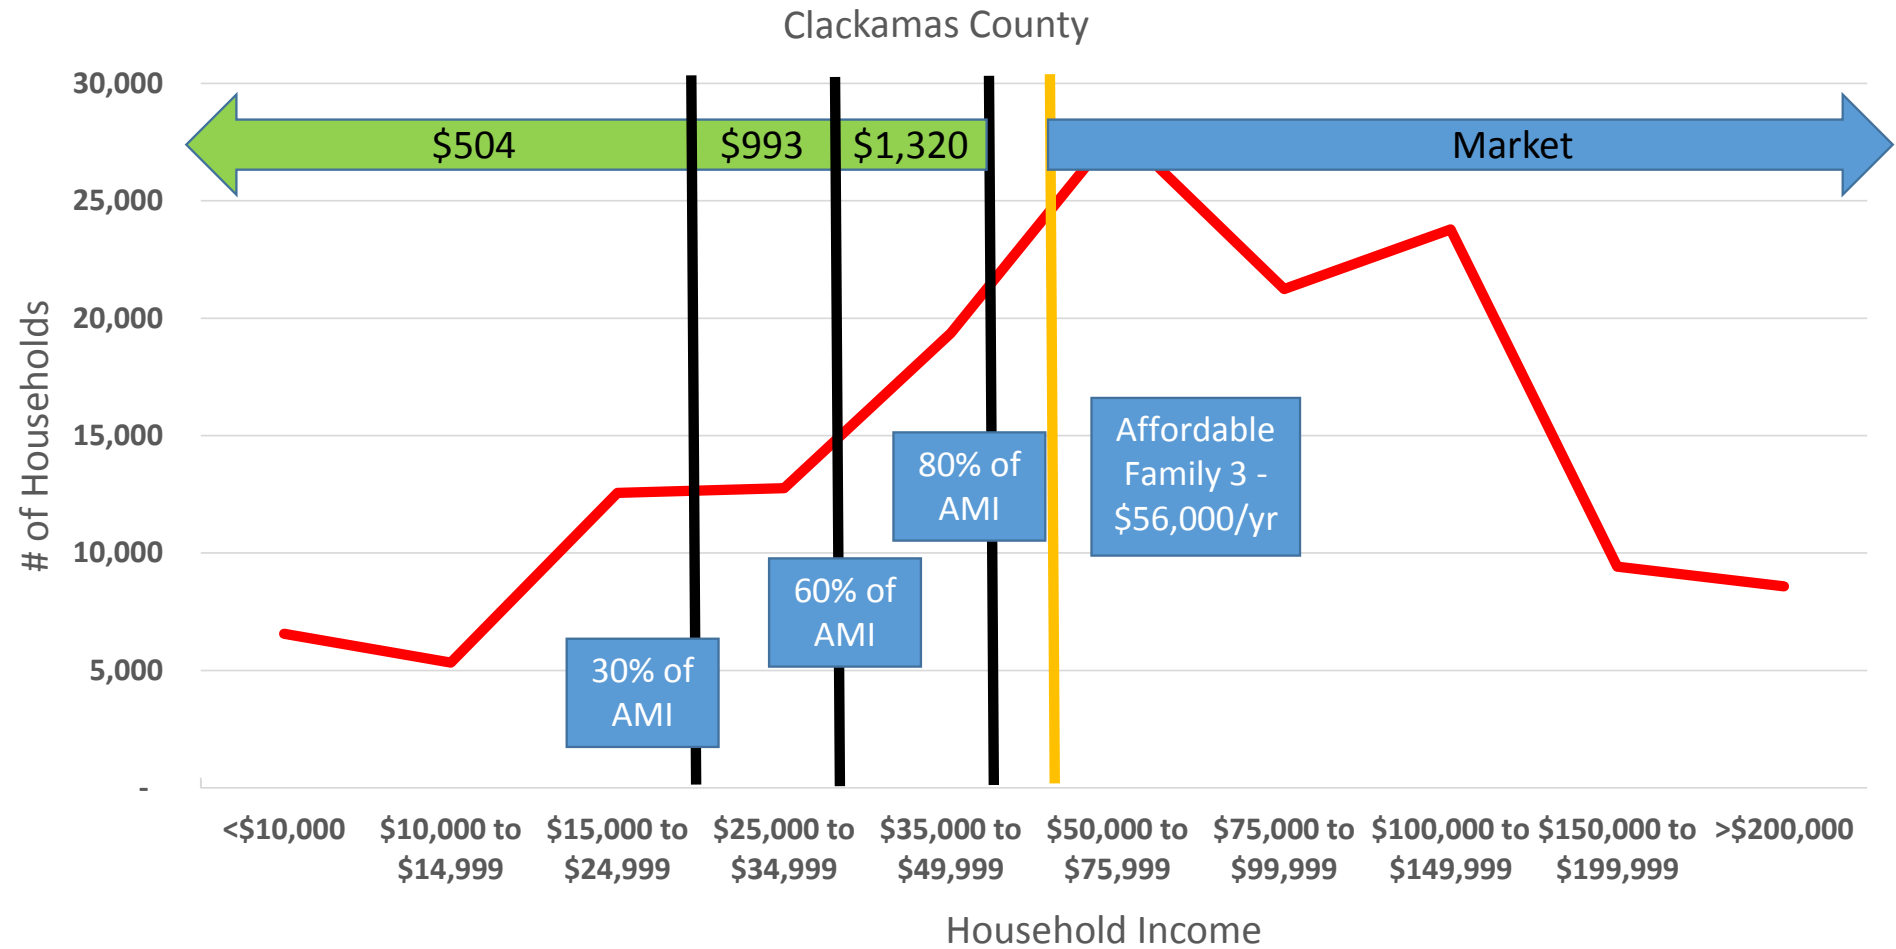 Clackamas County
30,000
25,000
20,000
15,000
10,000
5,000
-
# of Households
$504
$993
$1,320
Market
30% of
AMI
60% of
AMI
80% of
AMI
Affordable
Family 3 -
$56,000/yr
<$10,000
$10,000 to
$14,999
$15,000 to
$24,999
$25,000 to
$34,999
$35,000 to
$49,999
$50,000 to
$75,999
$75,000 to
$99,999
$100,000 to
$149,999
$150,000 to
$199,999
>$200,000
Household Income